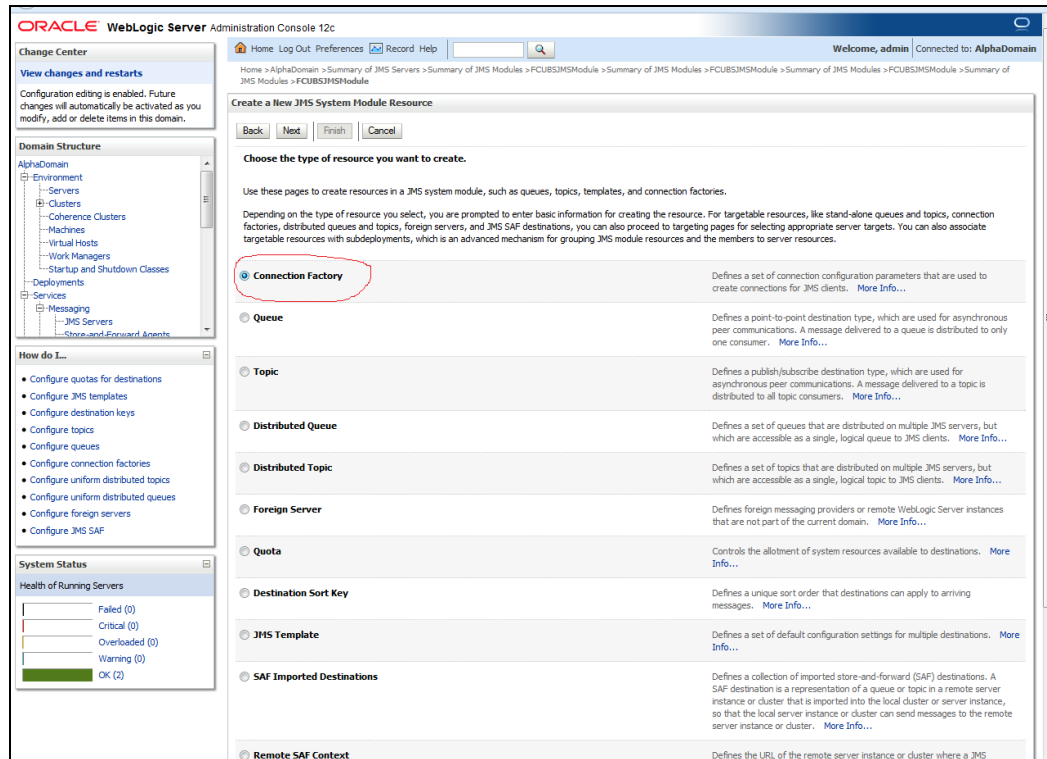 ORACLE WebLogic Server Administration Console 12c
Change Center
View changes and restarts
Configuration editing is enabled. Future
changes will automatically be activated as you
modify, add or delete items in this domain.
Domain Structure
AlphaDomain
Environment
Servers
Clusters
Coherence Clusters
Machines
Virtual Hosts
Work Managers
Startup and Shutdown Classes
Deployments
Services
Messaging
JMS Servers
Store-and-Forward Agents
How do I...
Configure quotas for destinations
Configure JMS templates
Configure destination keys
Configure topics
Configure queues
Configure connection factories
Configure uniform distributed topics
Configure uniform distributed queues
Configure foreign servers
Configure JMS SAF
System Status
Health of Running Servers
Failed (0)
Critical (0)
Overloaded (0)
Warning (0)
OK (2)
Home Log Out Preferences Record Help
Welcome, admin Connected to: AlphaDomain
Home >AlphaDomain >Summary of JMS Servers >Summary of JMS Modules >FCUBSJMSModule >Summary of JMS Modules >FCUBSJMSModule >Summary of JMS Modules >FCUBSJMSModule >Summary of
JMS Modules >FCUBSJMSModule
Create a New JMS System Module Resource
Back Next Finish Cancel
Choose the type of resource you want to create.
Use these pages to create resources in a JMS system module, such as queues, topics, templates, and connection factories.
Depending on the type of resource you select, you are prompted to enter basic information for creating the resource. For targetable resources, like stand-alone queues and topics, connection
factories, distributed queues and topics, foreign servers, and JMS SAF destinations, you can also proceed to targeting pages for selecting appropriate server targets. You can also associate
targetable resources with subdeployments, which is an advanced mechanism for grouping JMS module resources and the members to server resources.
Connection Factory
Defines a set of connection configuration parameters that are used to
create connections for JMS clients. More Info...
Queue
Defines a point-to-point destination type, which are used for asynchronous
peer communications. A message delivered to a queue is distributed to only
one consumer. More Info...
Topic
Defines a publish/subscribe destination type, which are used for
asynchronous peer communications. A message delivered to a topic is
distributed to all topic consumers. More Info...
Distributed Queue
Defines a set of queues that are distributed on multiple JMS servers, but
which are accessible as a single, logical queue to JMS clients. More Info...
Distributed Topic
Defines a set of topics that are distributed on multiple JMS servers, but
which are accessible as a single, logical topic to JMS clients. More Info...
Foreign Server
Defines foreign messaging providers or remote WebLogic Server instances
that are not part of the current domain. More Info...
Quota
Controls the allotment of system resources available to destinations. More
Info...
Destination Sort Key
Defines a unique sort order that destinations can apply to arriving
messages. More Info...
JMS Template
Defines a set of default configuration settings for multiple destinations. More
Info...
SAF Imported Destinations
Defines a collection of imported store-and-forward (SAF) destinations. A
SAF destination is a representation of a queue or topic in a remote server
instance or cluster that is imported into the local cluster or server instance,
so that the local server instance or cluster can send messages to the remote
server instance or cluster. More Info...
Remote SAF Context
Defines the URL of the remote server instance or cluster where a JMS